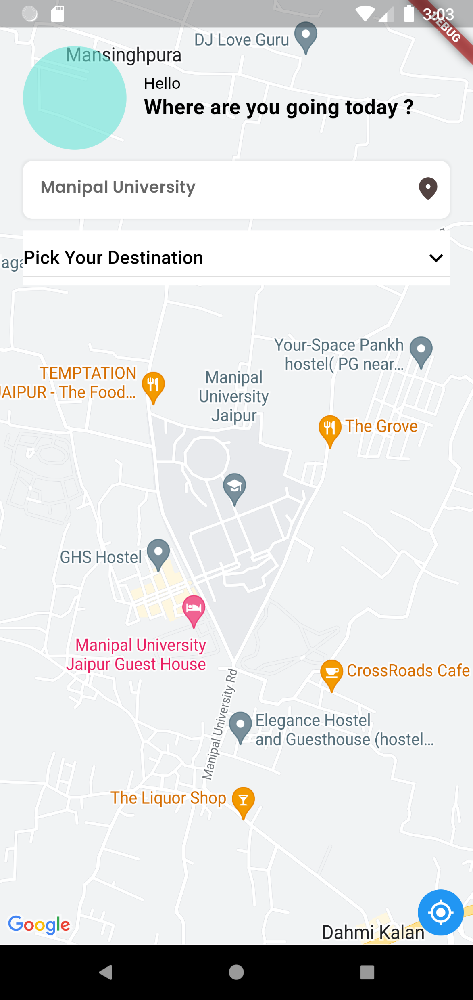 3:03
DEBUG
DJ Love Guru
Mansinghpura
Hello
Where are you going today ?
Manipal University
Pick Your Destination
Your-Space Pankh
hostel( PG near...
TEMPTATION
JAIPUR - The Food...
Manipal
University
Jaipur
The Grove
GHS Hostel
Manipal University
Jaipur Guest House
CrossRoads Cafe
Manipal University Rd
Elegance Hostel
and Guesthouse (hostel...
The Liquor Shop
Google
Dahmi Kalan